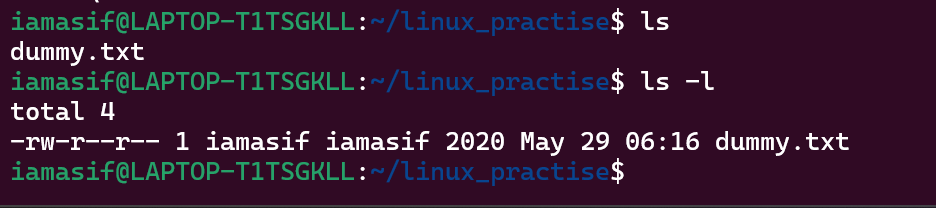 iamasif@LAPTOP-T1TSGKLL:~/linux_practise$ ls
dummy.txt
iamasif@LAPTOP-T1TSGKLL:~/linux_practise$ ls -l
total 4
-rw-r--r-- 1 iamasif iamasif 2020 May 29 06:16 dummy.txt
iamasif@LAPTOP-T1TSGKLL:~/linux_practise$